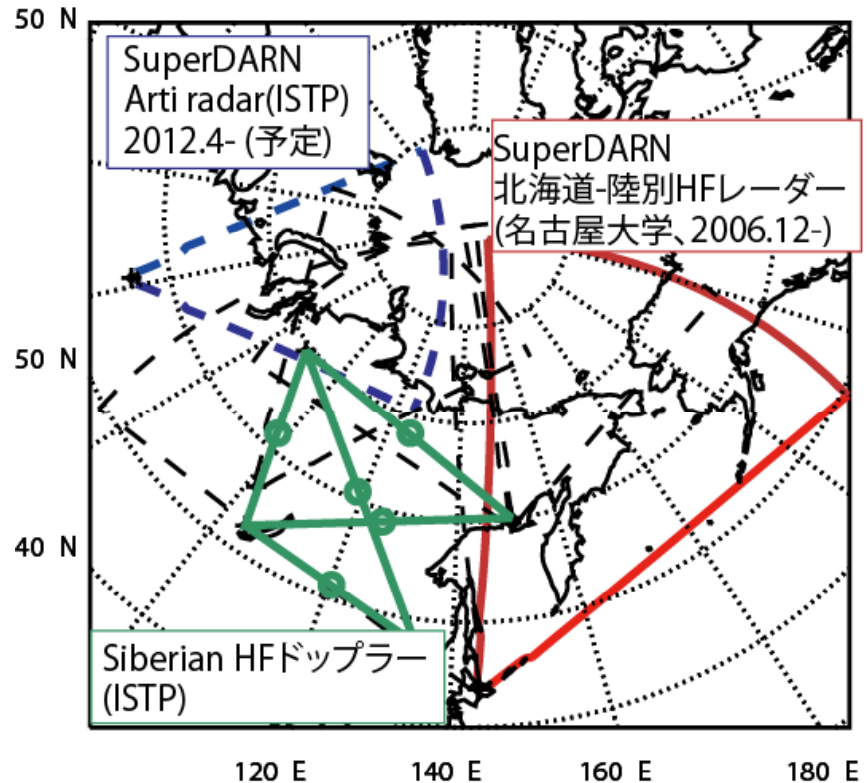 50 N
SuperDARN
Arti radar(ISTP)
2012.4- (予定)
SuperDARN
北海道-陸別HFレーダー
(名古屋大学、2006.12-)
50 N
40 N
Siberian HFドップラー
(ISTP)
120 E 140 E 160 E 180 E